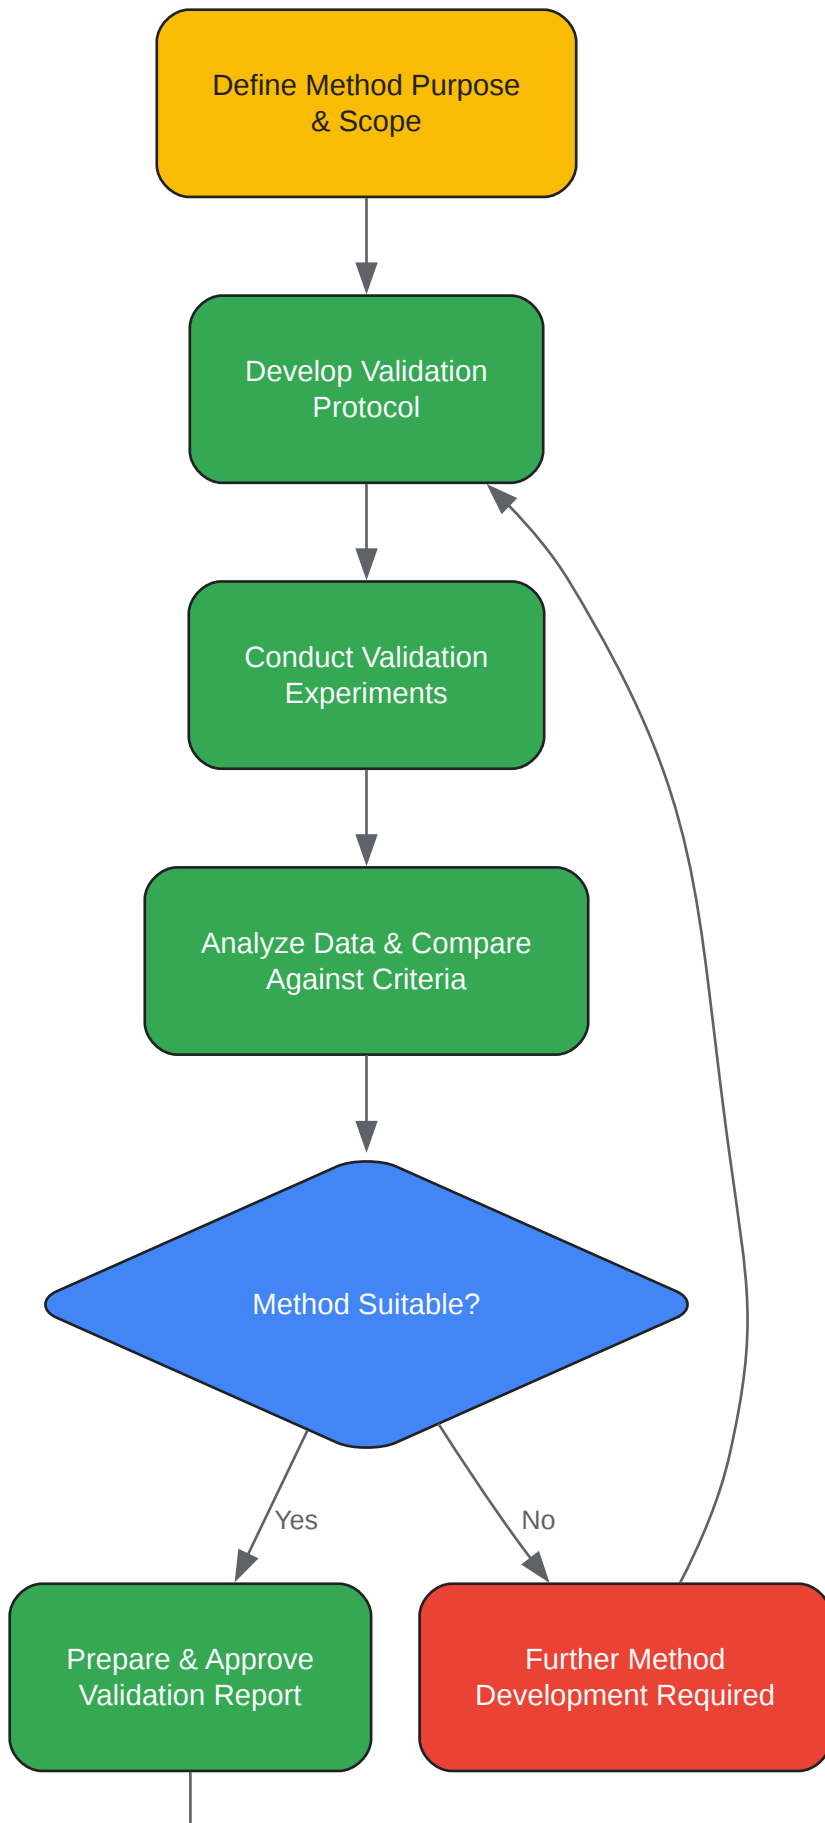 Define Method Purpose
& Scope
Develop Validation
Protocol
Conduct Validation
Experiments
Analyze Data & Compare
Against Criteria
Method Suitable?
Yes
No
Prepare & Approve
Validation Report
Further Method
Development Required